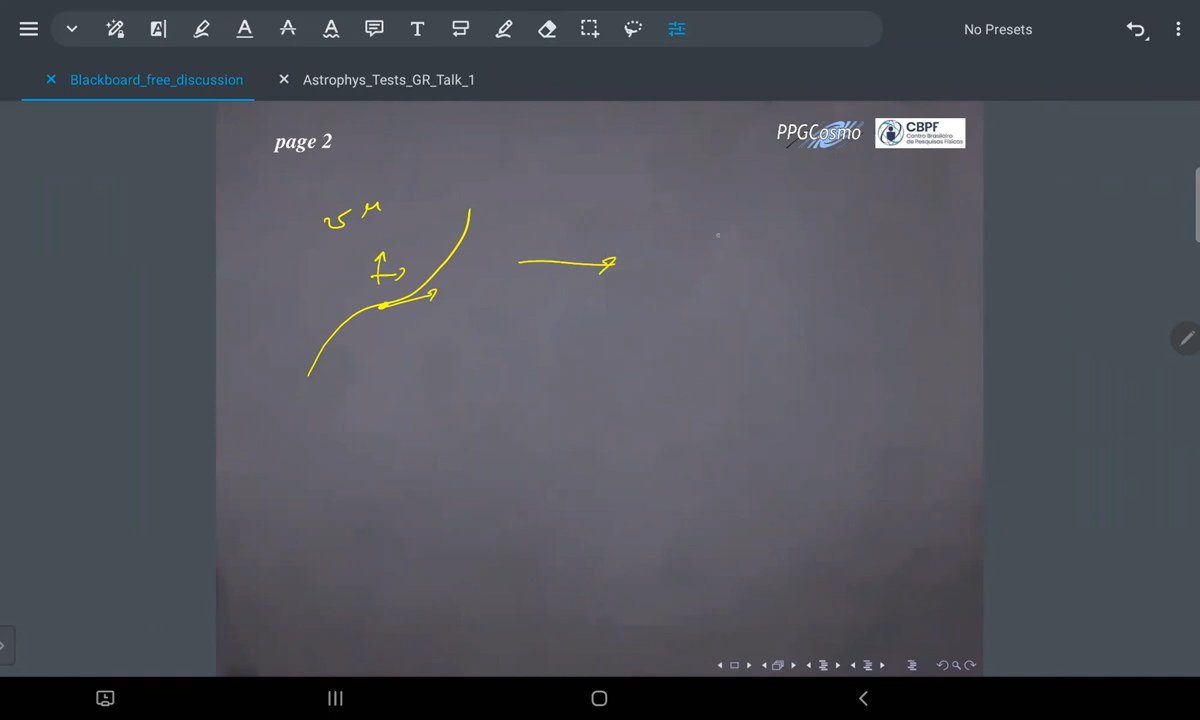 No Presets
Blackboard_free_discussion
Astrophys_Tests_GR_Talk_1
page 2
PPGCosmo
CBPF
Centro Brasileiro
de Pesquisas Físicas
μ